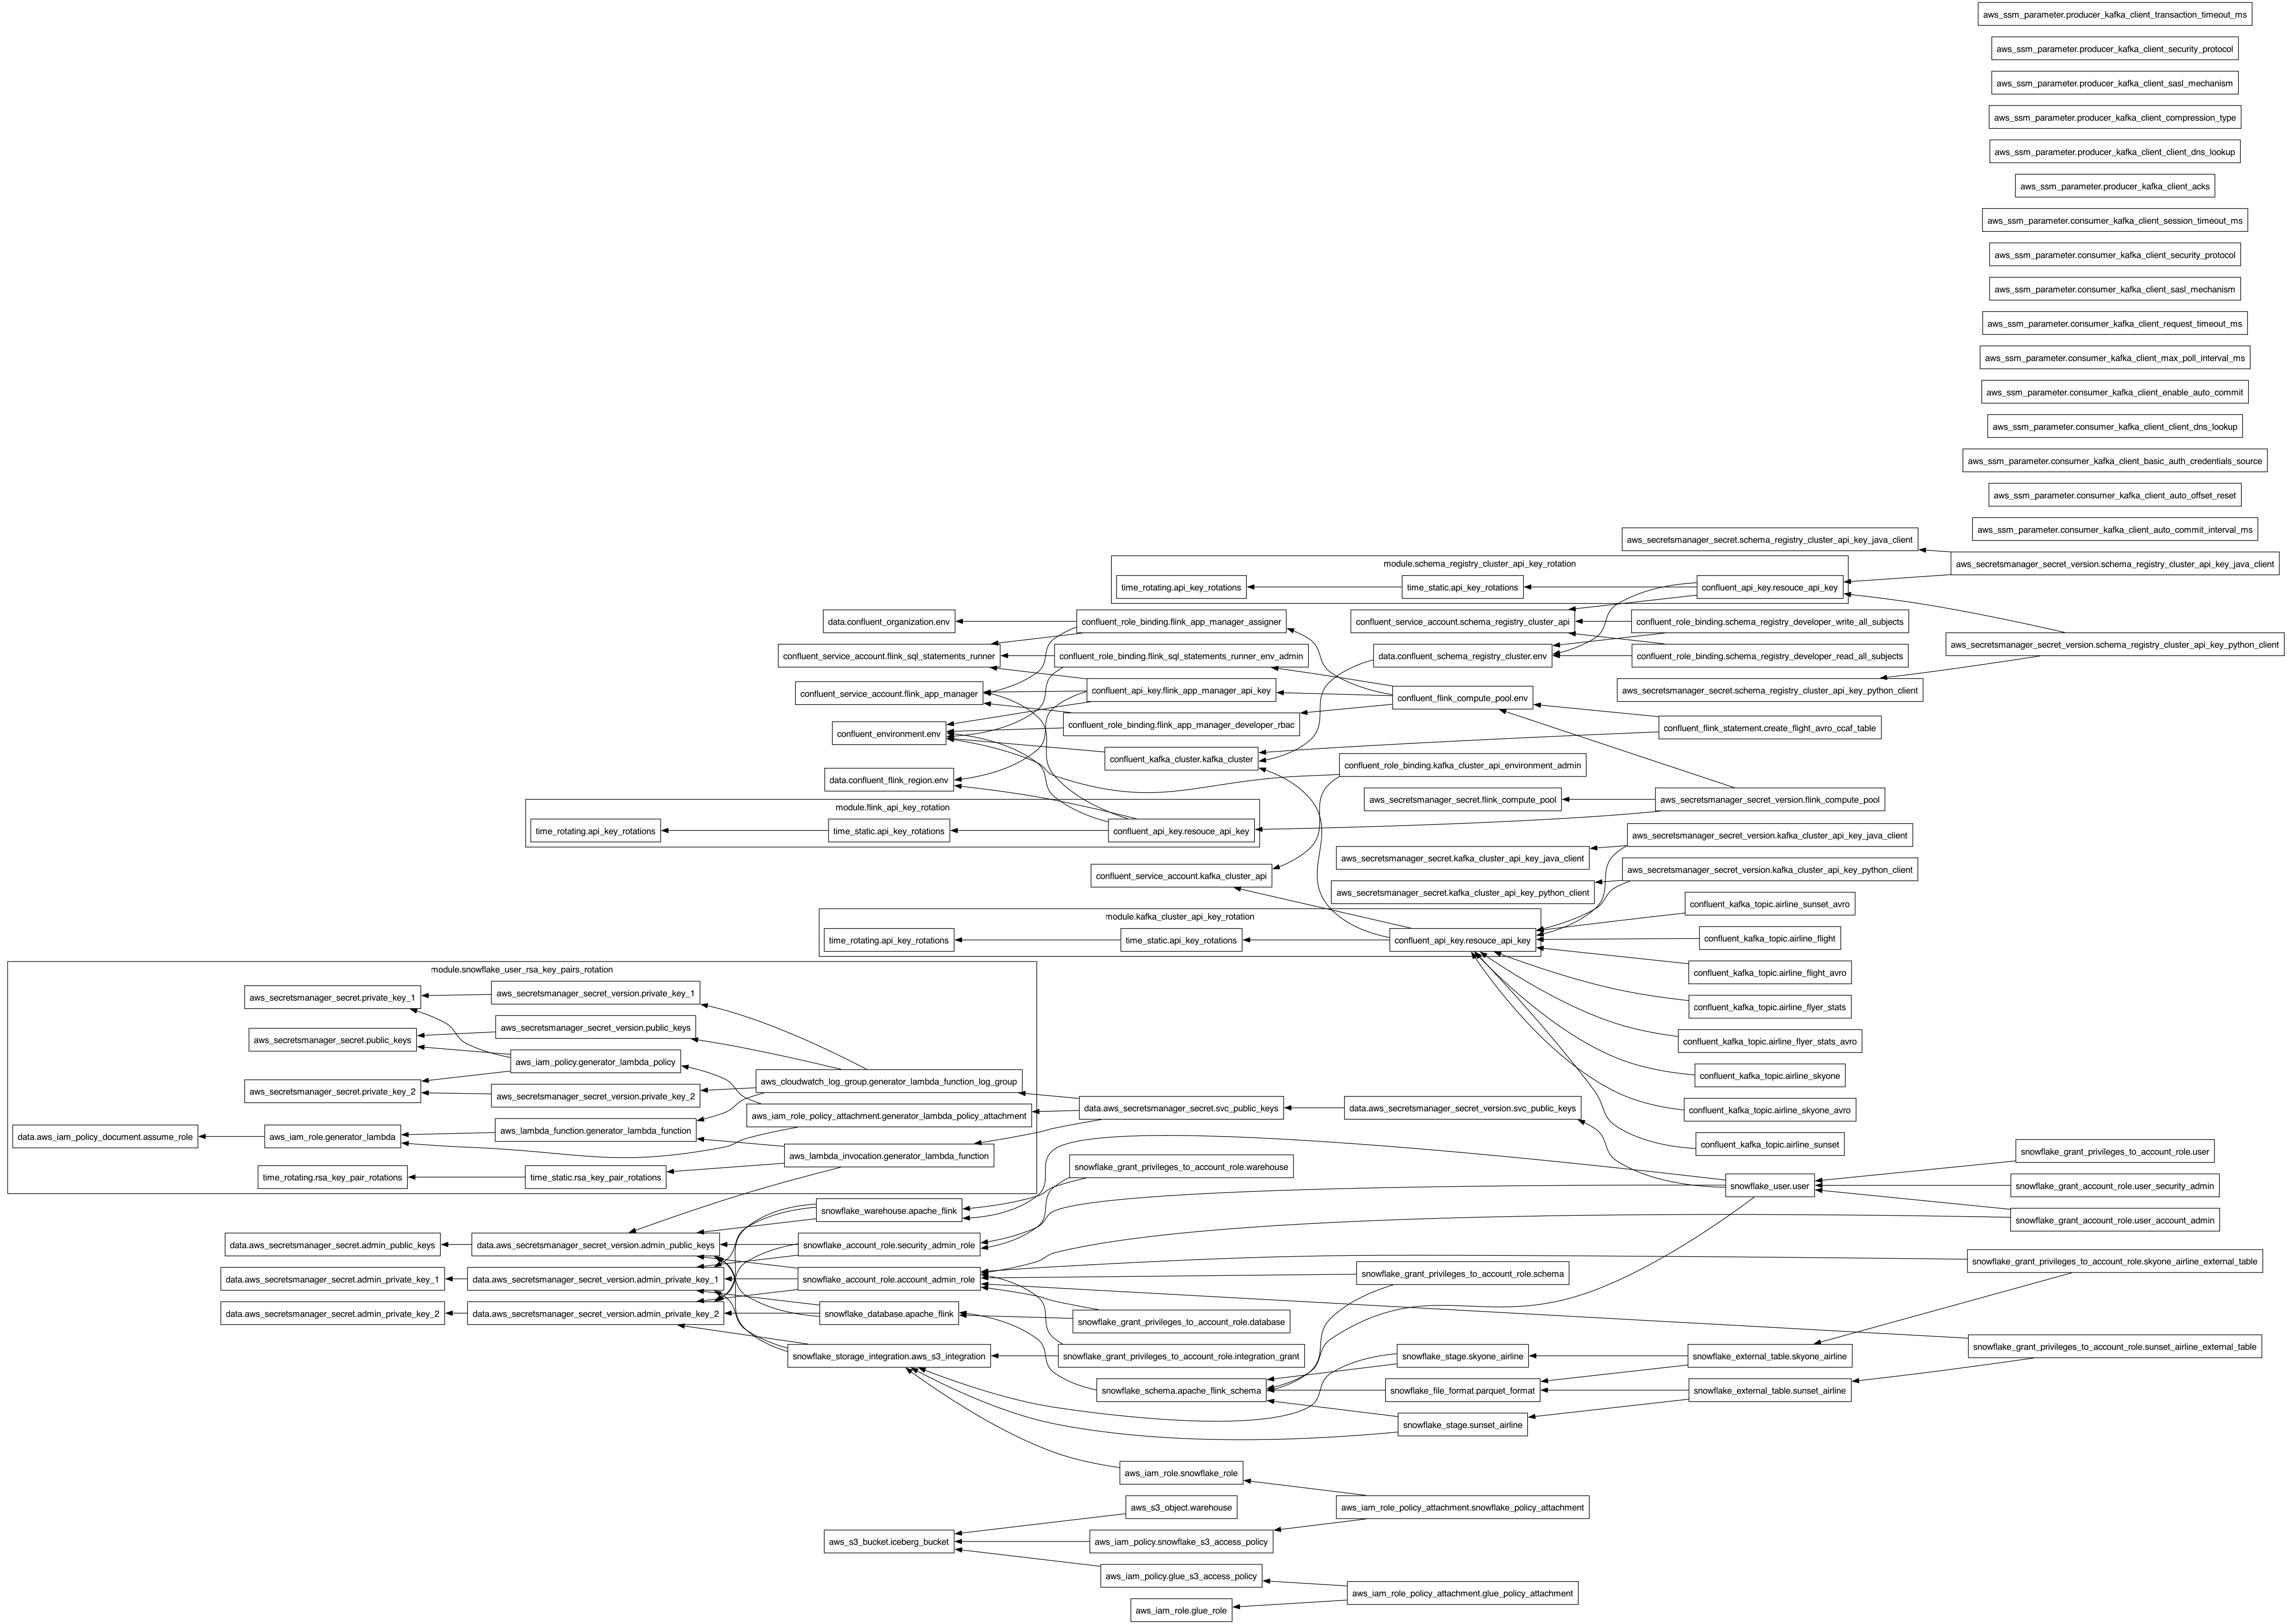 aws_ssm_parameter.producer_kafka_client_transaction_timeout_ms
aws_ssm_parameter.producer_kafka_client_security_protocol
aws_ssm_parameter.producer_kafka_client_sasl_mechanism
aws_ssm_parameter.producer_kafka_client_compression_type
aws_ssm_parameter.producer_kafka_client_client_dns_lookup
aws_ssm_parameter.producer_kafka_client_acks
aws_ssm_parameter.consumer_kafka_client_session_timeout_ms
aws_ssm_parameter.consumer_kafka_client_security_protocol
aws_ssm_parameter.consumer_kafka_client_sasl_mechanism
aws_ssm_parameter.consumer_kafka_client_request_timeout_ms
aws_ssm_parameter.consumer_kafka_client_max_poll_interval_ms
aws_ssm_parameter.consumer_kafka_client_enable_auto_commit
aws_ssm_parameter.consumer_kafka_client_client_dns_lookup
aws_ssm_parameter.consumer_kafka_client_basic_auth_credentials_source
aws_ssm_parameter.consumer_kafka_client_auto_offset_reset
aws_ssm_parameter.consumer_kafka_client_auto_commit_interval_ms
aws_secretsmanager_secret.schema_registry_cluster_api_key_java_client
aws_secretsmanager_secret_version.schema_registry_cluster_api_key_java_client
module.schema_registry_cluster_api_key_rotation
time_rotating.api_key_rotations
time_static.api_key_rotations
confluent_api_key.resouce_api_key
data.confluent_organization.env
confluent_role_binding.flink_app_manager_assigner
confluent_service_account.schema_registry_cluster_api
confluent_role_binding.schema_registry_developer_write_all_subjects
aws_secretsmanager_secret_version.schema_registry_cluster_api_key_python_client
confluent_service_account.flink_sql_statements_runner
confluent_role_binding.flink_sql_statements_runner_env_admin
data.confluent_schema_registry_cluster.env
confluent_role_binding.schema_registry_developer_read_all_subjects
confluent_service_account.flink_app_manager
confluent_api_key.flink_app_manager_api_key
confluent_flink_compute_pool.env
aws_secretsmanager_secret.schema_registry_cluster_api_key_python_client
confluent_environment.env
confluent_role_binding.flink_app_manager_developer_rbac
confluent_flink_statement.create_flight_avro_ccaf_table
confluent_kafka_cluster.kafka_cluster
confluent_role_binding.kafka_cluster_api_environment_admin
data.confluent_flink_region.env
aws_secretsmanager_secret.flink_compute_pool
aws_secretsmanager_secret_version.flink_compute_pool
module.flink_api_key_rotation
time_rotating.api_key_rotations
time_static.api_key_rotations
confluent_api_key.resouce_api_key
aws_secretsmanager_secret_version.kafka_cluster_api_key_java_client
aws_secretsmanager_secret.kafka_cluster_api_key_java_client
confluent_service_account.kafka_cluster_api
aws_secretsmanager_secret_version.kafka_cluster_api_key_python_client
aws_secretsmanager_secret.kafka_cluster_api_key_python_client
confluent_kafka_topic.airline_sunset_avro
module.kafka_cluster_api_key_rotation
time_rotating.api_key_rotations
time_static.api_key_rotations
confluent_api_key.resouce_api_key
confluent_kafka_topic.airline_flight
confluent_kafka_topic.airline_flight_avro
confluent_kafka_topic.airline_flyer_stats
confluent_kafka_topic.airline_flyer_stats_avro
confluent_kafka_topic.airline_skyone
confluent_kafka_topic.airline_skyone_avro
confluent_kafka_topic.airline_sunset
module.snowflake_user_rsa_key_pairs_rotation
aws_secretsmanager_secret.private_key_1
aws_secretsmanager_secret_version.private_key_1
aws_secretsmanager_secret.public_keys
aws_secretsmanager_secret_version.public_keys
aws_iam_policy.generator_lambda_policy
aws_cloudwatch_log_group.generator_lambda_function_log_group
aws_secretsmanager_secret.private_key_2
aws_secretsmanager_secret_version.private_key_2
aws_iam_role_policy_attachment.generator_lambda_policy_attachment
data.aws_secretsmanager_secret.svc_public_keys
data.aws_secretsmanager_secret_version.svc_public_keys
data.aws_iam_policy_document.assume_role
aws_iam_role.generator_lambda
aws_lambda_function.generator_lambda_function
aws_lambda_invocation.generator_lambda_function
time_rotating.rsa_key_pair_rotations
time_static.rsa_key_pair_rotations
snowflake_grant_privileges_to_account_role.warehouse
snowflake_grant_privileges_to_account_role.user
snowflake_user.user
snowflake_grant_account_role.user_security_admin
snowflake_warehouse.apache_flink
snowflake_grant_account_role.user_account_admin
data.aws_secretsmanager_secret.admin_public_keys
data.aws_secretsmanager_secret_version.admin_public_keys
snowflake_account_role.security_admin_role
snowflake_grant_privileges_to_account_role.skyone_airline_external_table
data.aws_secretsmanager_secret.admin_private_key_1
data.aws_secretsmanager_secret_version.admin_private_key_1
snowflake_account_role.account_admin_role
snowflake_grant_privileges_to_account_role.schema
data.aws_secretsmanager_secret.admin_private_key_2
data.aws_secretsmanager_secret_version.admin_private_key_2
snowflake_database.apache_flink
snowflake_grant_privileges_to_account_role.database
snowflake_grant_privileges_to_account_role.sunset_airline_external_table
snowflake_storage_integration.aws_s3_integration
snowflake_grant_privileges_to_account_role.integration_grant
snowflake_stage.skyone_airline
snowflake_external_table.skyone_airline
snowflake_schema.apache_flink_schema
snowflake_file_format.parquet_format
snowflake_external_table.sunset_airline
snowflake_stage.sunset_airline
aws_iam_role.snowflake_role
aws_s3_object.warehouse
aws_iam_role_policy_attachment.snowflake_policy_attachment
aws_s3_bucket.iceberg_bucket
aws_iam_policy.snowflake_s3_access_policy
aws_iam_policy.glue_s3_access_policy
aws_iam_role_policy_attachment.glue_policy_attachment
aws_iam_role.glue_role